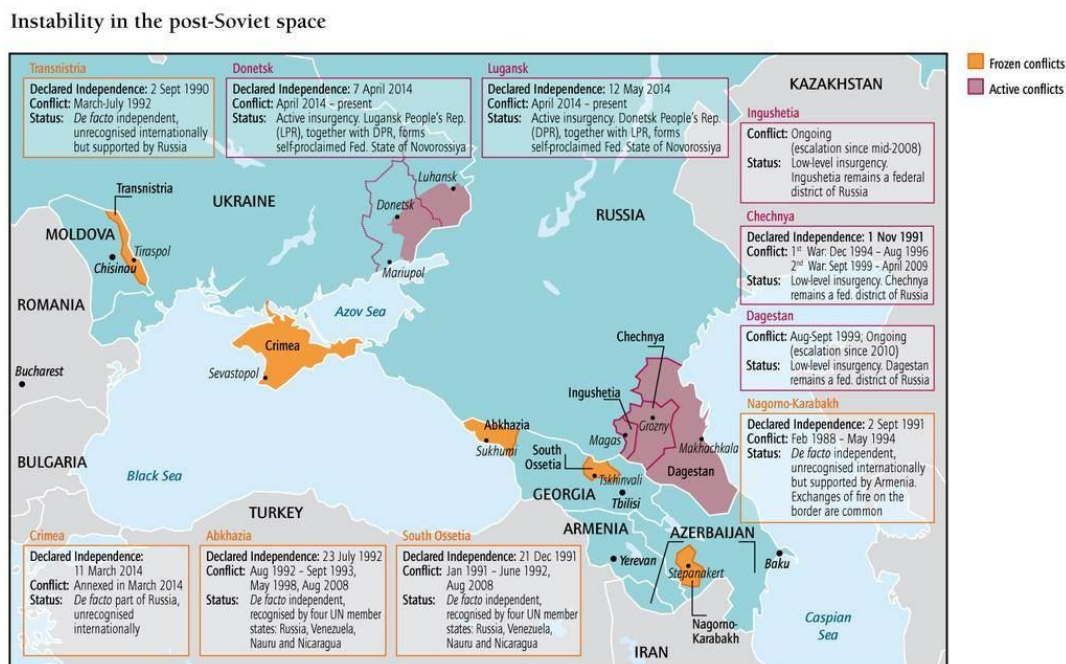 Instability in the post-Soviet space
Frozen conflicts
Active conflicts
Transnistria
Declared Independence: 2 Sept 1990
Conflict: March-July 1992
Status: De facto independent,
unrecognised internationally
but supported by Russia
Donetsk
Declared Independence: 7 April 2014
Conflict: April 2014 – present
Status: Active insurgency. Lugansk People's Rep.
(LPR), together with DPR, forms
self-proclaimed Fed. State of Novorossiya
Lugansk
Declared Independence: 12 May 2014
Conflict: April 2014 – present
Status: Active insurgency. Donetsk People's Rep.
(DPR), together with LPR, forms
self-proclaimed Fed. State of Novorossiya
KAZAKHSTAN
Ingushetia
Conflict: Ongoing
(escalation since mid-2008)
Status: Low-level insurgency.
Ingushetia remains a federal
district of Russia
Chechnya
Declared Independence: 1 Nov 1991
Conflict: 1st War: Dec 1994 – Aug 1996
2nd War: Sept 1999 – April 2009
Status: Low-level insurgency. Chechnya
remains a fed. district of Russia
Dagestan
Conflict: Aug-Sept 1999; Ongoing
(escalation since 2010)
Status: Low-level insurgency. Dagestan
remains a fed. district of Russia
Nagorno-Karabakh
Declared Independence: 2 Sept 1991
Conflict: Feb 1988 – May 1994
Status: De facto independent,
unrecognised internationally
but supported by Armenia.
Exchanges of fire on the
border are common
Transnistria
UKRAINE
Luhansk
Donetsk
RUSSIA
MOLDOVA
Tiraspol
Chisinau
Mariupol
ROMANIA
Azov Sea
Crimea
Sevastopol
Bucharest
Chechnya
Ingushetia
Grozny
Magas
Makhachkala
Dagestan
Abkhazia
Sukhumi
South
Ossetia
Tskhinvali
BULGARIA
Black Sea
GEORGIA
Tbilisi
TURKEY
ARMENIA
AZERBAIJAN
Yerevan
Stepanakert
Baku
Nagorno-
Karabakh
Caspian
Sea
IRAN
Crimea
Declared Independence:
11 March 2014
Conflict: Annexed in March 2014
Status: De facto part of Russia,
unrecognised
internationally
Abkhazia
Declared Independence: 23 July 1992
Conflict: Aug 1992 – Sept 1993,
May 1998, Aug 2008
Status: De facto independent,
recognised by four UN member
states: Russia, Venezuela,
Nauru and Nicaragua
South Ossetia
Declared Independence: 21 Dec 1991
Conflict: Jan 1991 – June 1992,
Aug 2008
Status: De facto independent,
recognised by four UN member
states: Russia, Venezuela,
Nauru and Nicaragua